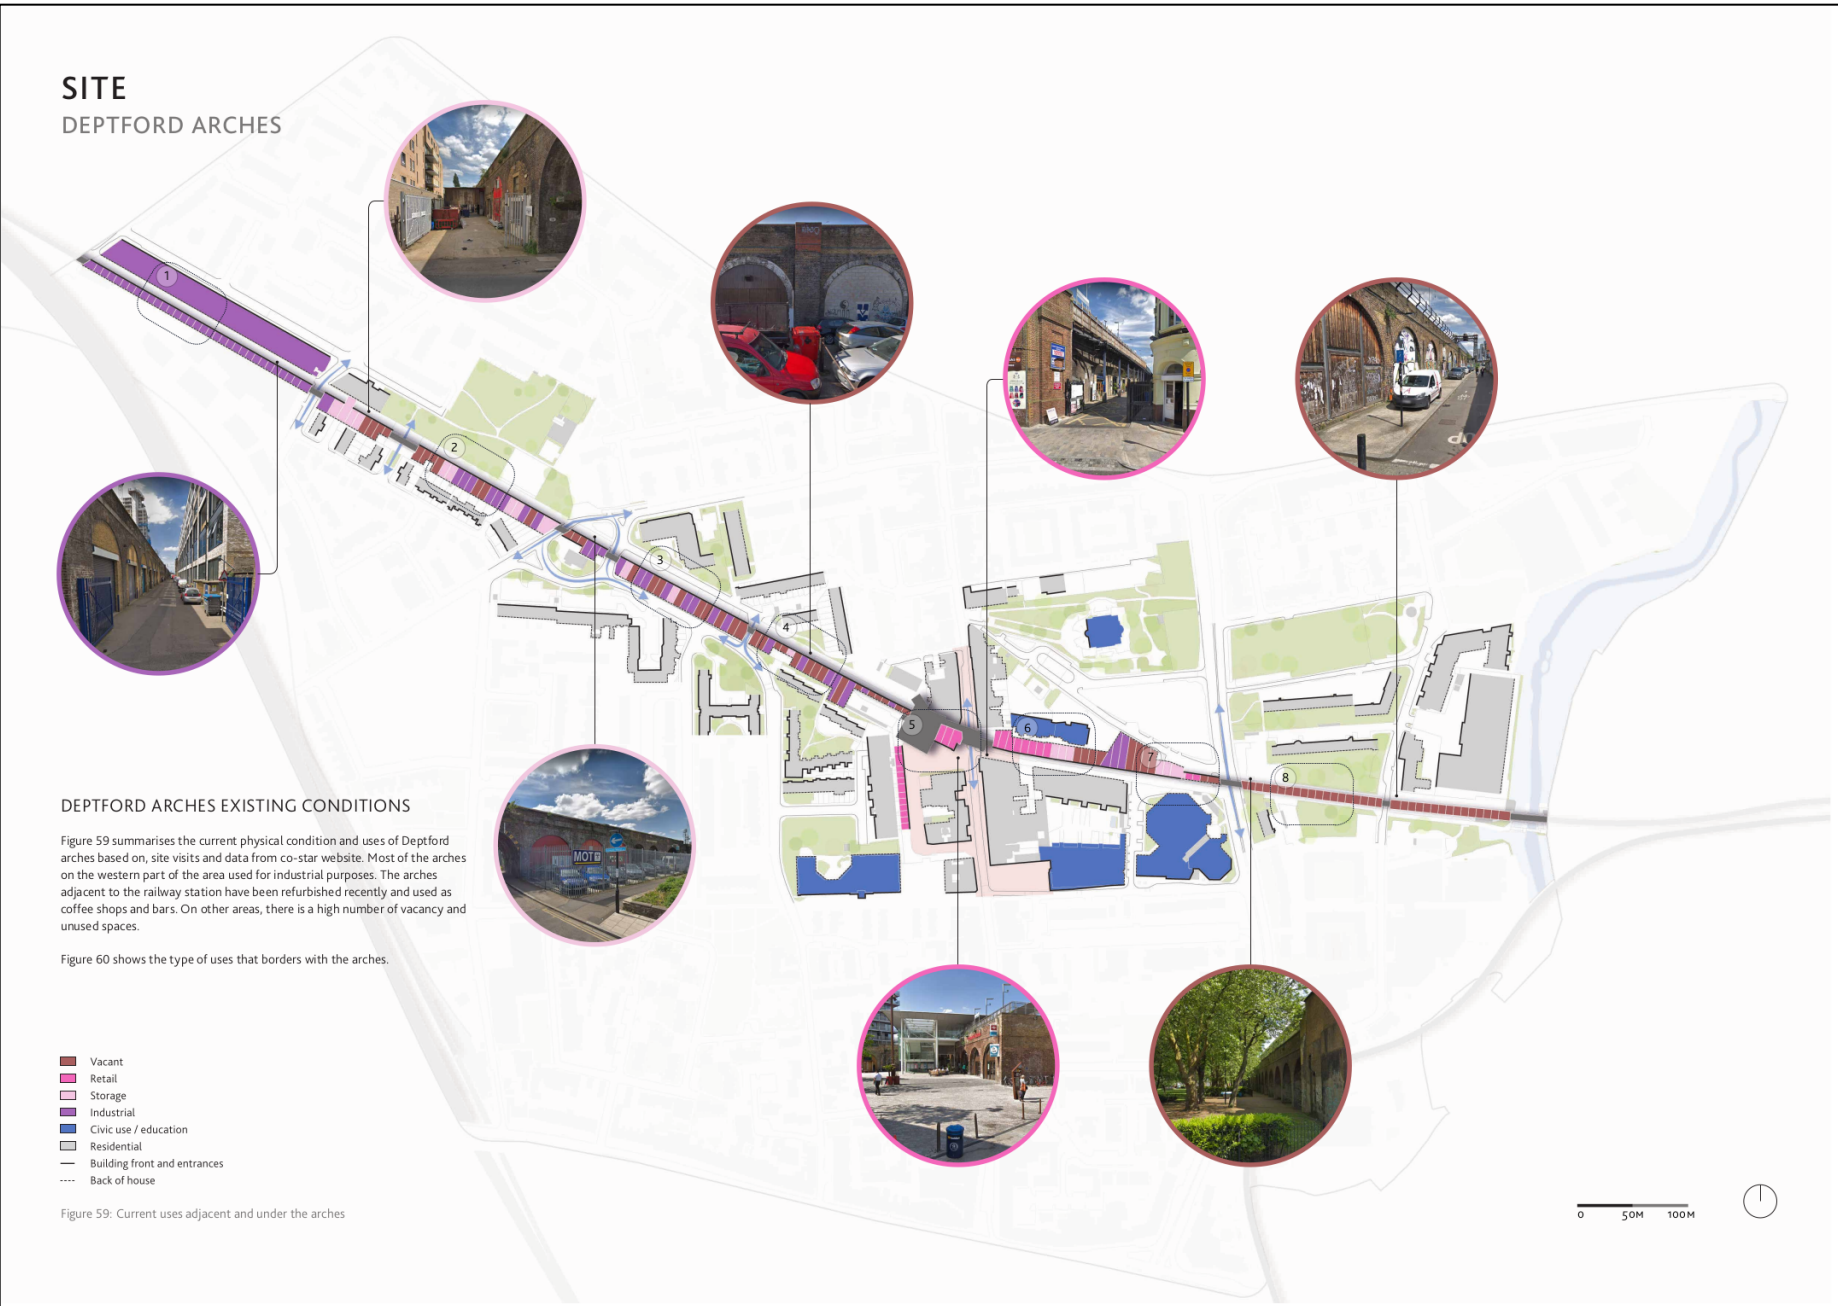 SITE
DEPTFORD ARCHES
1
2
3
4
5
6
7
8
MOT
DEPTFORD ARCHES EXISTING CONDITIONS
Figure 59 summarises the current physical condition and uses of Deptford
arches based on, site visits and data from co-star website. Most of the arches
on the western part of the area used for industrial purposes. The arches
adjacent to the railway station have been refurbished recently and used as
coffee shops and bars. On other areas, there is a high number of vacancy and
unused spaces.
Figure 60 shows the type of uses that borders with the arches.
Vacant
Retail
Storage
Industrial
Civic use / education
Residential
Building front and entrances
Back of house
Figure 59: Current uses adjacent and under the arches
0 50M 100M